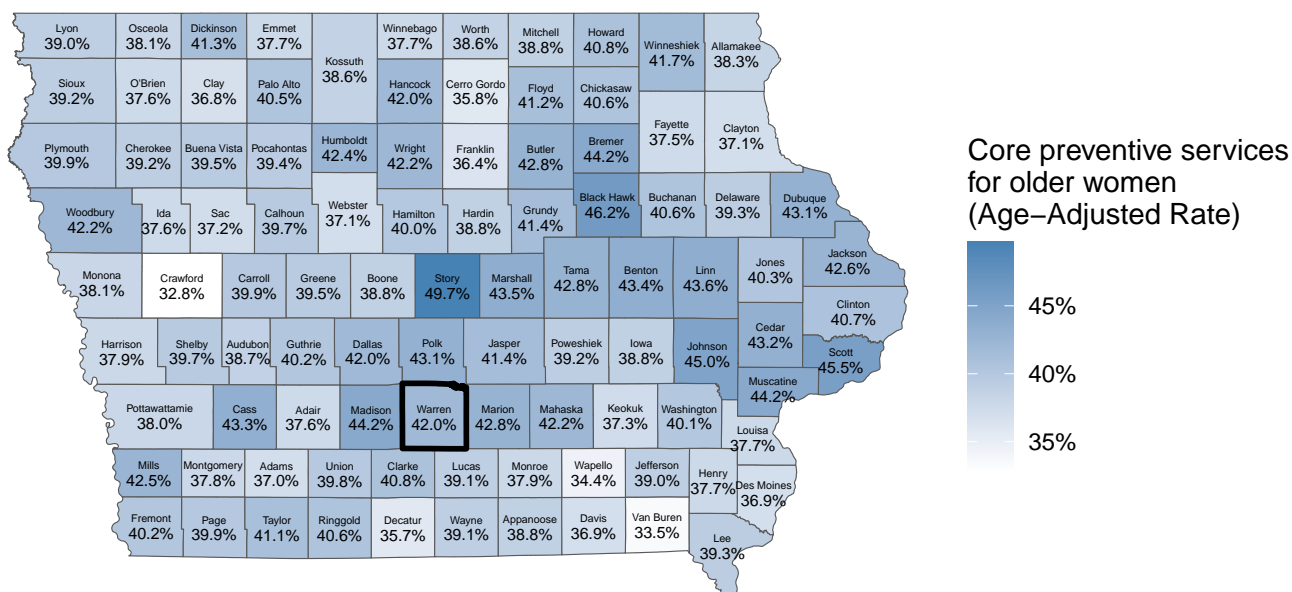 Lyon
39.0%
Osceola
38.1%
Dickinson
41.3%
Emmet
37.7%
Kossuth
38.6%
Winnebago
37.7%
Worth
38.6%
Mitchell
38.8%
Howard
40.8%
Winneshiek
41.7%
Allamakee
38.3%
Sioux
39.2%
O'Brien
37.6%
Clay
36.8%
Palo Alto
40.5%
Hancock
42.0%
Cerro Gordo
35.8%
Floyd
41.2%
Chickasaw
40.6%
Fayette
37.5%
Clayton
37.1%
Plymouth
39.9%
Cherokee
39.2%
Buena Vista
39.5%
Pocahontas
39.4%
Humboldt
42.4%
Wright
42.2%
Franklin
36.4%
Butler
42.8%
Bremer
44.2%
Woodbury
42.2%
Ida
37.6%
Sac
37.2%
Calhoun
39.7%
Webster
37.1%
Hamilton
40.0%
Hardin
38.8%
Grundy
41.4%
Black Hawk
46.2%
Buchanan
40.6%
Delaware
39.3%
Dubuque
43.1%
Monona
38.1%
Crawford
32.8%
Carroll
39.9%
Greene
39.5%
Boone
38.8%
Story
49.7%
Marshall
43.5%
Tama
42.8%
Benton
43.4%
Linn
43.6%
Jones
40.3%
Jackson
42.6%
Clinton
40.7%
Harrison
37.9%
Shelby
39.7%
Audubon
38.7%
Guthrie
40.2%
Dallas
42.0%
Polk
43.1%
Jasper
41.4%
Poweshiek
39.2%
Iowa
38.8%
Johnson
45.0%
Cedar
43.2%
Scott
45.5%
Muscatine
44.2%
Pottawattamie
38.0%
Cass
43.3%
Adair
37.6%
Madison
44.2%
Warren
42.0%
Marion
42.8%
Mahaska
42.2%
Keokuk
37.3%
Washington
40.1%
Louisa
37.7%
Mills
42.5%
Montgomery
37.8%
Adams
37.0%
Union
39.8%
Clarke
40.8%
Lucas
39.1%
Monroe
37.9%
Wapello
34.4%
Jefferson
39.0%
Henry
37.7%
Des Moines
36.9%
Fremont
40.2%
Page
39.9%
Taylor
41.1%
Ringgold
40.6%
Decatur
35.7%
Wayne
39.1%
Appanoose
38.8%
Davis
36.9%
Van Buren
33.5%
Lee
39.3%
Core preventive services
for older women
(Age−Adjusted Rate)
45%
40%
35%